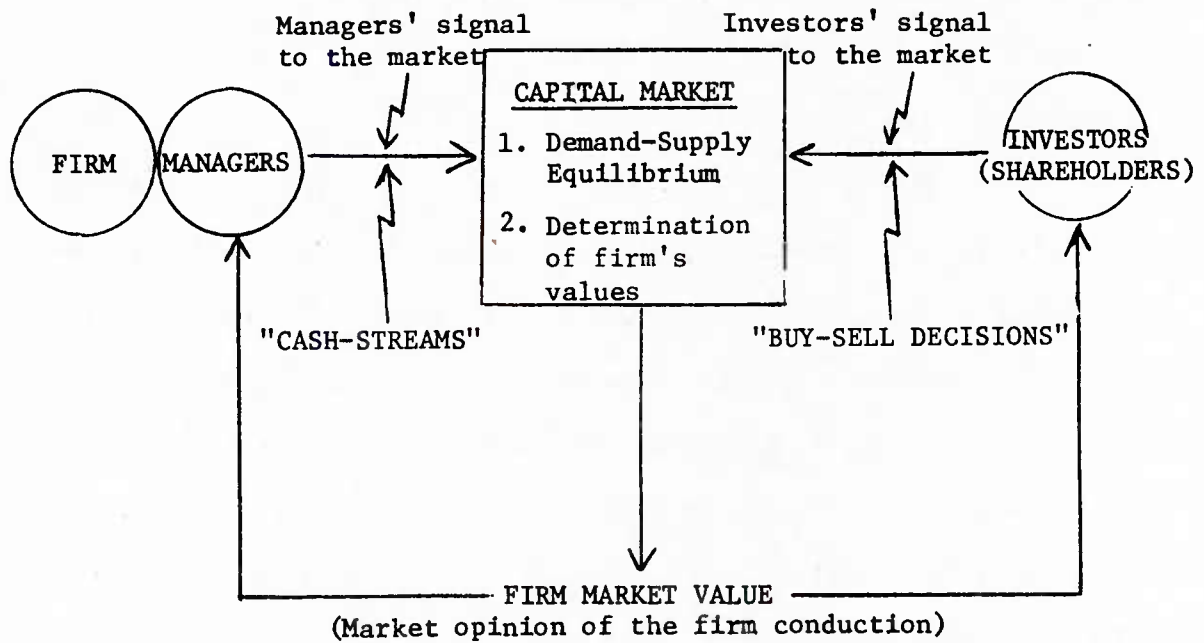 Managers' signal
to the market
Investors' signal
to the market
FIRM
MANAGERS
CAPITAL MARKET
1. Demand-Supply
Equilibrium
2. Determination
of firm's
values
INVESTORS
(SHAREHOLDERS)
"CASH-STREAMS"
"BUY-SELL DECISIONS"
FIRM MARKET VALUE
(Market opinion of the firm conduction)